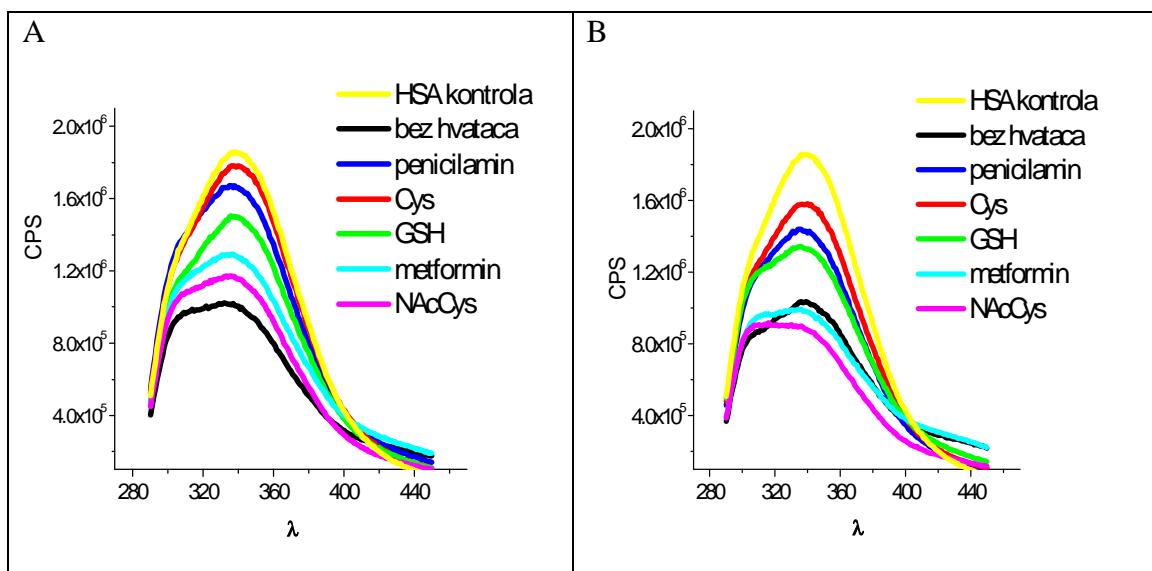 A
HSA kontrola
bez hvataca
penicilamin
Cys
GSH
metformin
NAcCys
2.0x10⁶
1.6x10⁶
1.2x10⁶
8.0x10⁵
4.0x10⁵
CPS
280 320 360 400 440
λ
B
HSA kontrola
bez hvataca
penicilamin
Cys
GSH
metformin
NAcCys
2.0x10⁶
1.6x10⁶
1.2x10⁶
8.0x10⁵
4.0x10⁵
CPS
280 320 360 400 440
λ